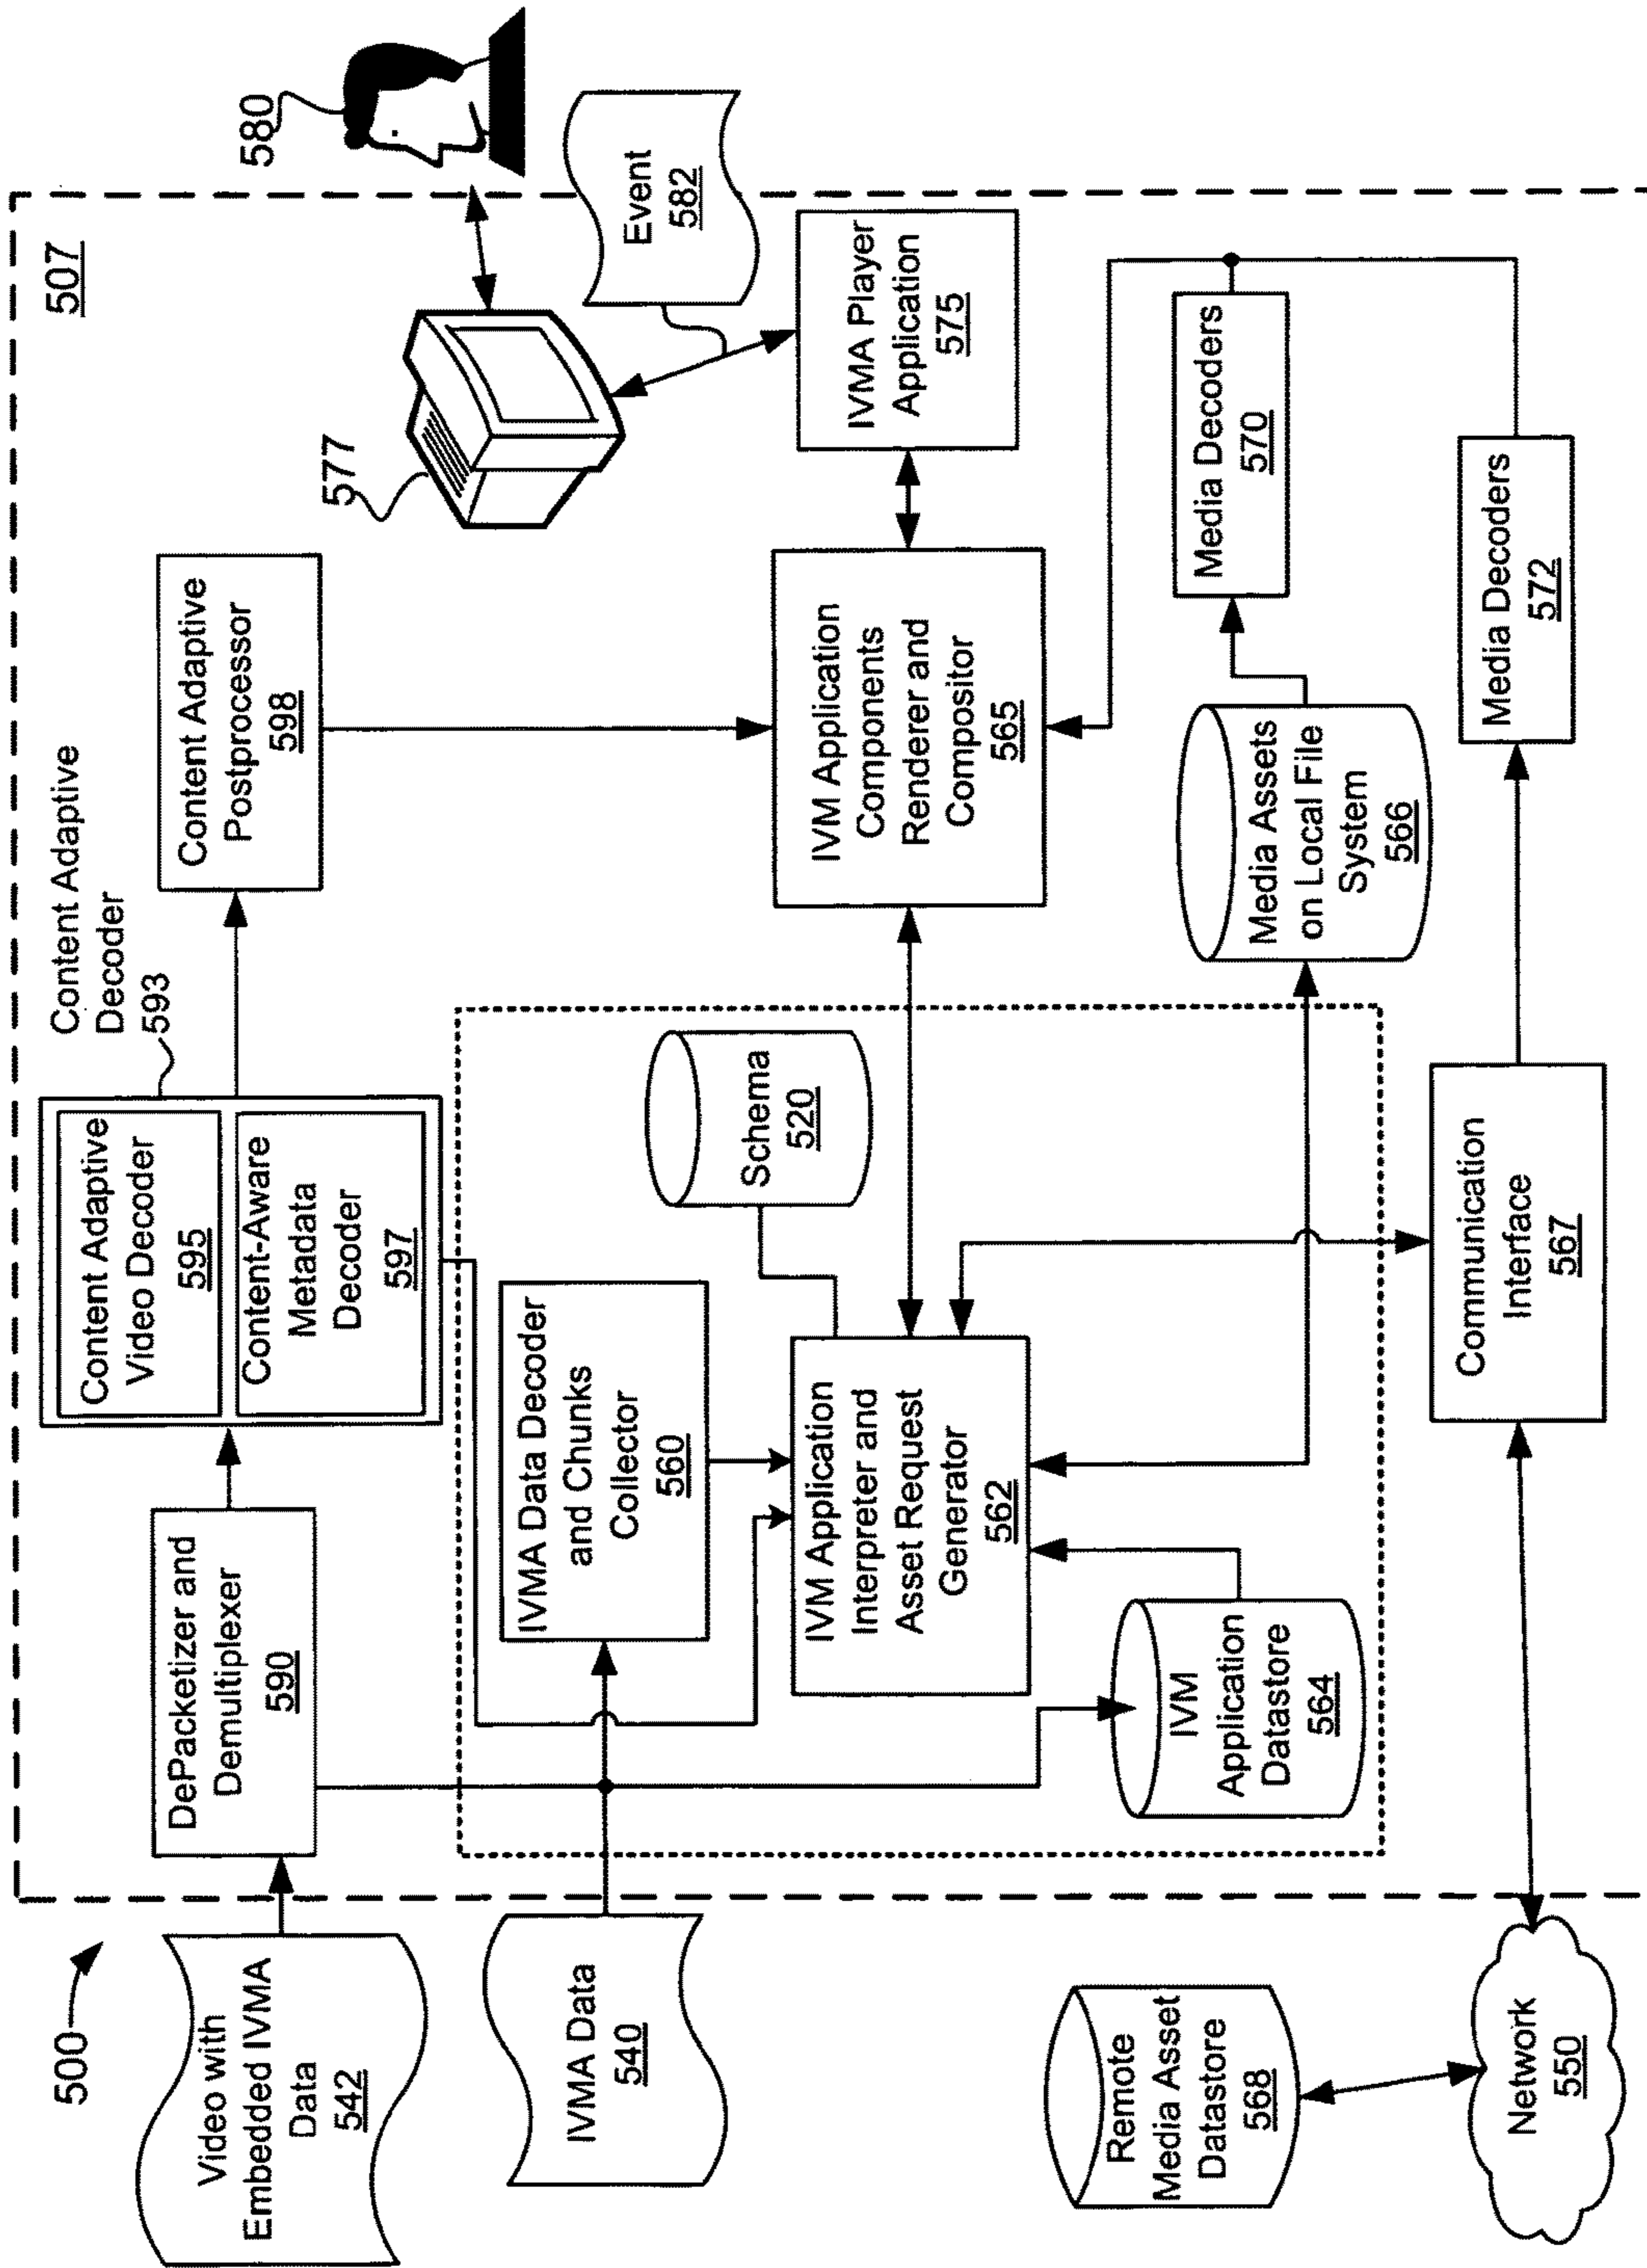 500
507
Video with
Embedded IVMA
Data
542
DePacketizer and
Demultiplexer
590
Content Adaptive
Video Decoder
595
Content-Aware
Metadata
Decoder
597
Content Adaptive
Decoder
593
Content Adaptive
Postprocessor
598
577
580
Event
582
IVMA Data
540
IVMA Data Decoder
and Chunks
Collector
560
Schema
520
IVM Application
Interpreter and
Asset Request
Generator
562
IVM Application
Components
Renderer and
Compositor
565
IVMA Player
Application
575
IVM
Application
Datastore
564
Media Assets
on Local File
System
566
Media Decoders
570
Remote
Media Asset
Datastore
568
Network
550
Communication
Interface
567
Media Decoders
572